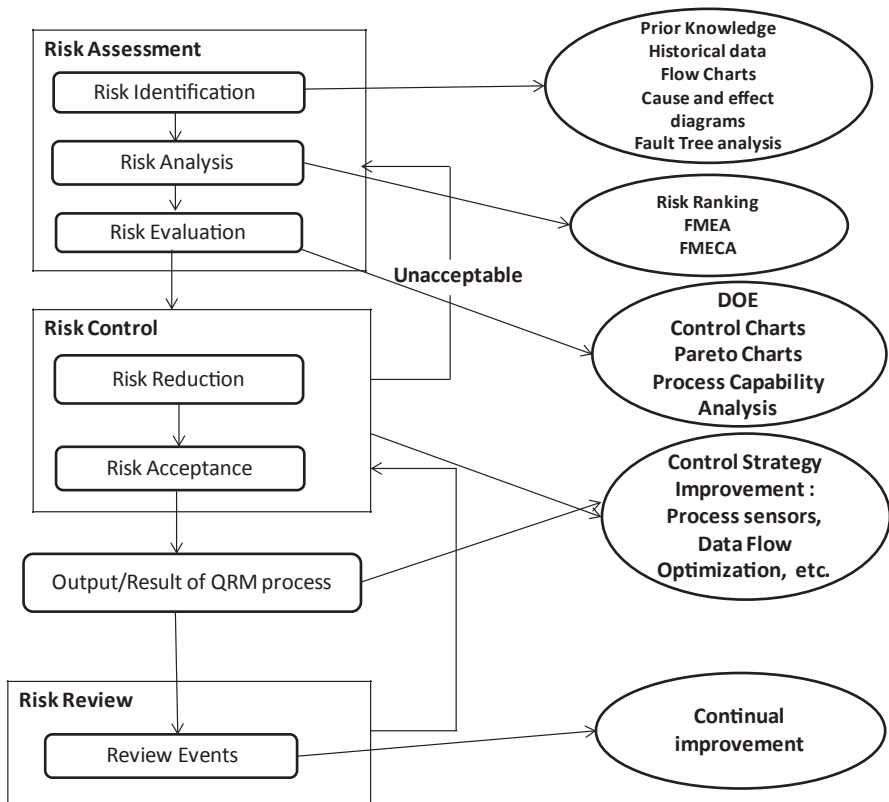 Risk Assessment
Risk Identification
Risk Analysis
Risk Evaluation
Unacceptable
Risk Control
Risk Reduction
Risk Acceptance
Output/Result of QRM process
Risk Review
Review Events
Prior Knowledge
Historical data
Flow Charts
Cause and effect
diagrams
Fault Tree analysis
Risk Ranking
FMEA
FMECA
DOE
Control Charts
Pareto Charts
Process Capability
Analysis
Control Strategy
Improvement :
Process sensors,
Data Flow
Optimization, etc.
Continual
improvement